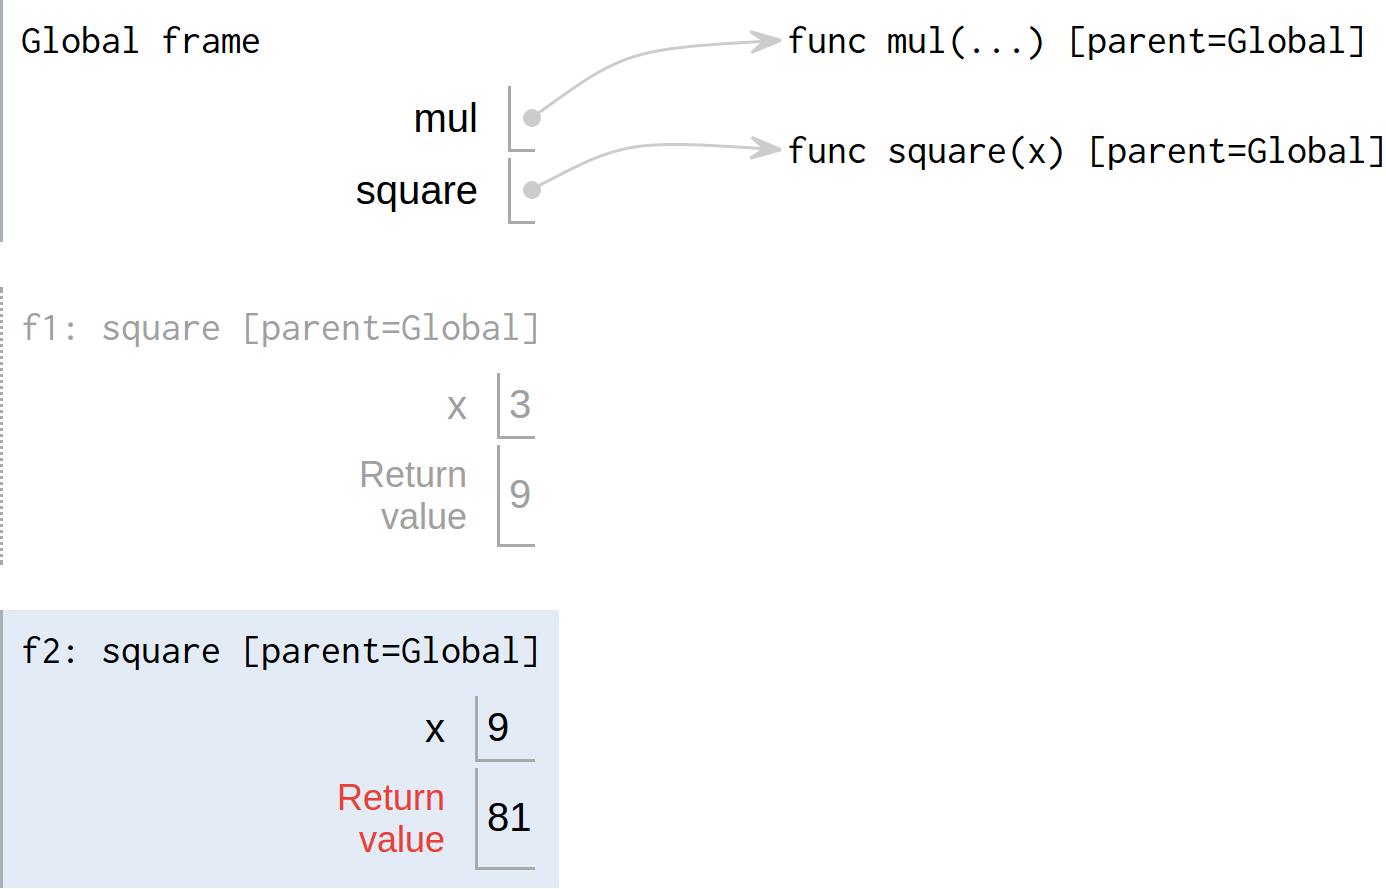 Global frame
func mul(...) [parent=Global]
mul
func square(x) [parent=Global]
square
f1: square [parent=Global]
x 3
Return
value 9
f2: square [parent=Global]
x 9
Return
value 81